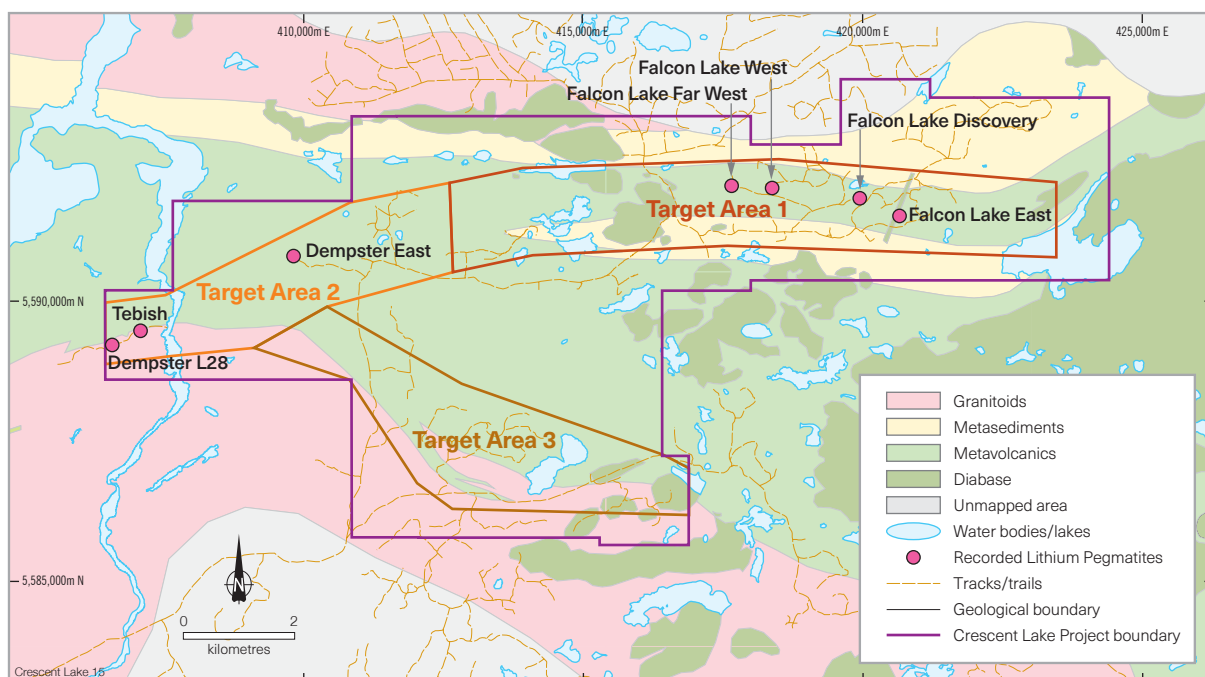 410,000m E
415,000m E
420,000m E
425,000m E
Falcon Lake West
Falcon Lake Far West
Falcon Lake Discovery
Target Area 1
Falcon Lake East
Dempster East
Target Area 2
5,590,000m N
Tebish
Dempster L28
Target Area 3
5,585,000m N
N
0 2
kilometres
Crescent Lake 15
Granitoids
Metasediments
Metavolcanics
Diabase
Unmapped area
Water bodies/lakes
Recorded Lithium Pegmatites
Tracks/trails
Geological boundary
Crescent Lake Project boundary